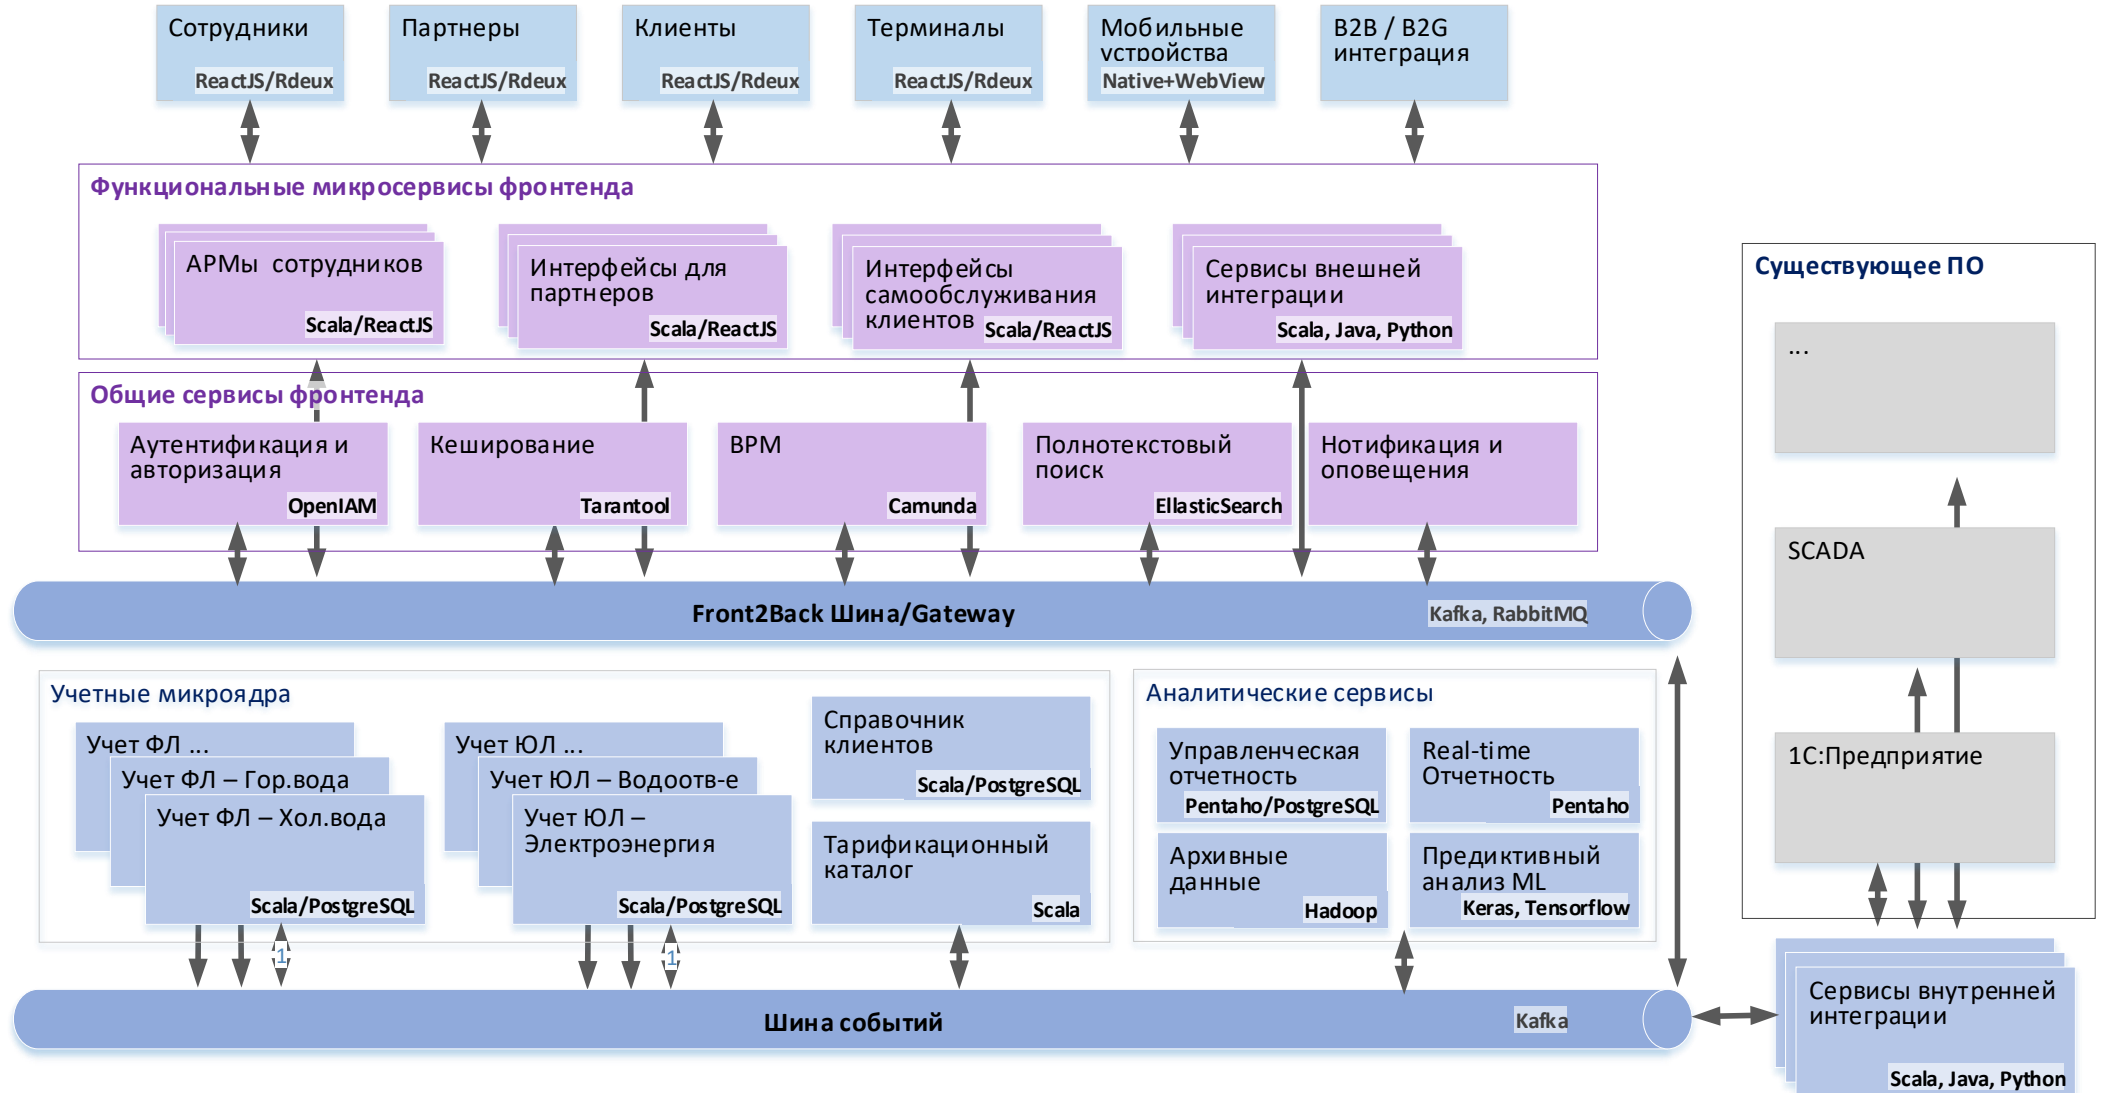 Сотрудники
ReactJS/Rdeux
Партнеры
ReactJS/Rdeux
Клиенты
ReactJS/Rdeux
Терминалы
ReactJS/Rdeux
Мобильные
устройства
Native+WebView
B2B / B2G
интеграция
Функциональные микросервисы фронтенда
АРМы сотрудников
Scala/ReactJS
Интерфейсы для
партнеров
Scala/ReactJS
Интерфейсы
самообслуживания
клиентов
Scala/ReactJS
Сервисы внешней
интеграции
Scala, Java, Python
Общие сервисы фронтенда
Аутентификация и
авторизация
OpenIAM
Кеширование
Tarantool
BPM
Camunda
Полнотекстовый
поиск
EllasticSearch
Нотификация и
оповещения
Front2Back Шина/Gateway
Kafka, RabbitMQ
Учетные микроядра
Учет ФЛ ...
Учет ФЛ – Гор.вода
Учет ФЛ – Хол.вода
Scala/PostgreSQL
Учет ЮЛ ...
Учет ЮЛ – Водоотв-е
Учет ЮЛ –
Электроэнергия
Scala/PostgreSQL
Справочник
клиентов
Scala/PostgreSQL
Тарификационный
каталог
Scala
1
1
Аналитические сервисы
Управленческая
отчетность
Pentaho/PostgreSQL
Real-time
Отчетность
Pentaho
Архивные
данные
Hadoop
Предиктивный
анализ ML
Keras, Tensorflow
Шина событий
Kafka
Существующее ПО
...
SCADA
1С:Предприятие
Сервисы внутренней
интеграции
Scala, Java, Python